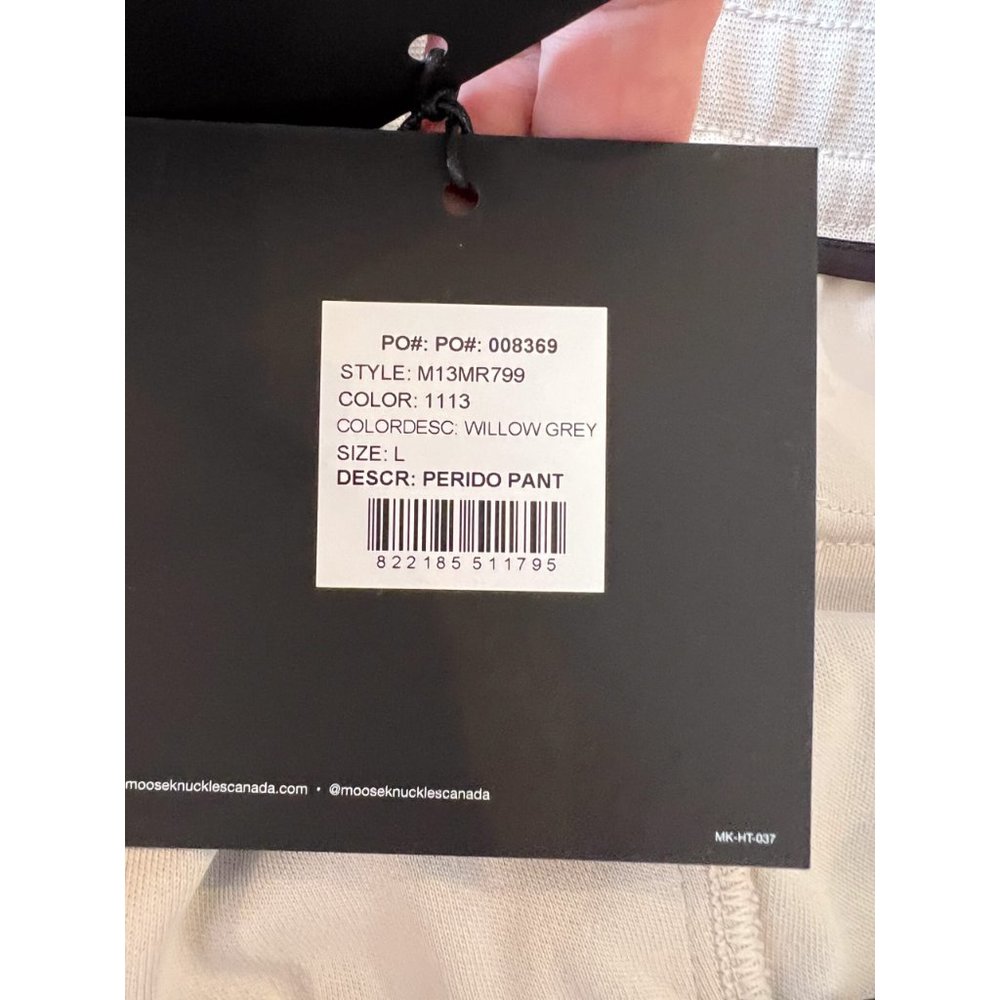 PO#: PO#: 008369
STYLE: M13MR799
COLOR: 1113
COLORDESC: WILLOW GREY
SIZE: L
DESCR: PERIDO PANT
822185 511795
mooseknucklescanada.com • @mooseknucklescanada
MK-HT-037